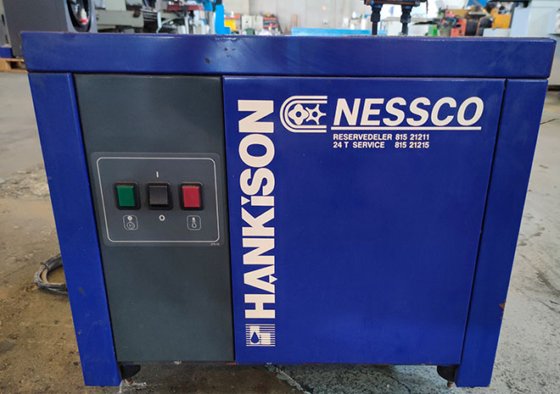 HANKiSON
NESSCO
RESERVEDELER 815 21211
24 T SERVICE 815 21215
I
O